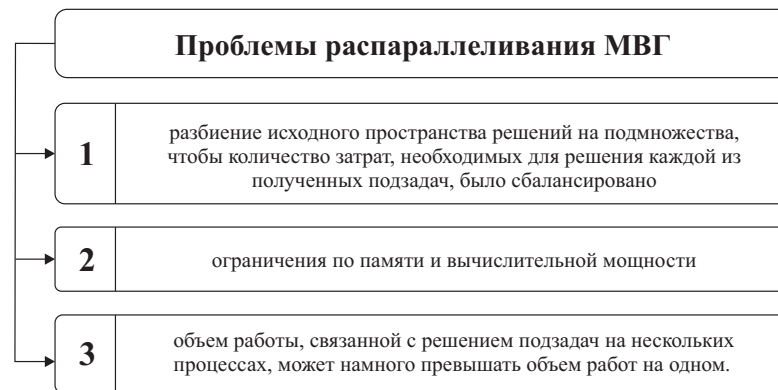 Проблемы распараллеливания МВГ
1
разбиение исходного пространства решений на подмножества,
чтобы количество затрат, необходимых для решения каждой из
полученных подзадач, было сбалансировано
2
ограничения по памяти и вычислительной мощности
3
объем работы, связанной с решением подзадач на нескольких
процессах, может намного превышать объем работ на одном.